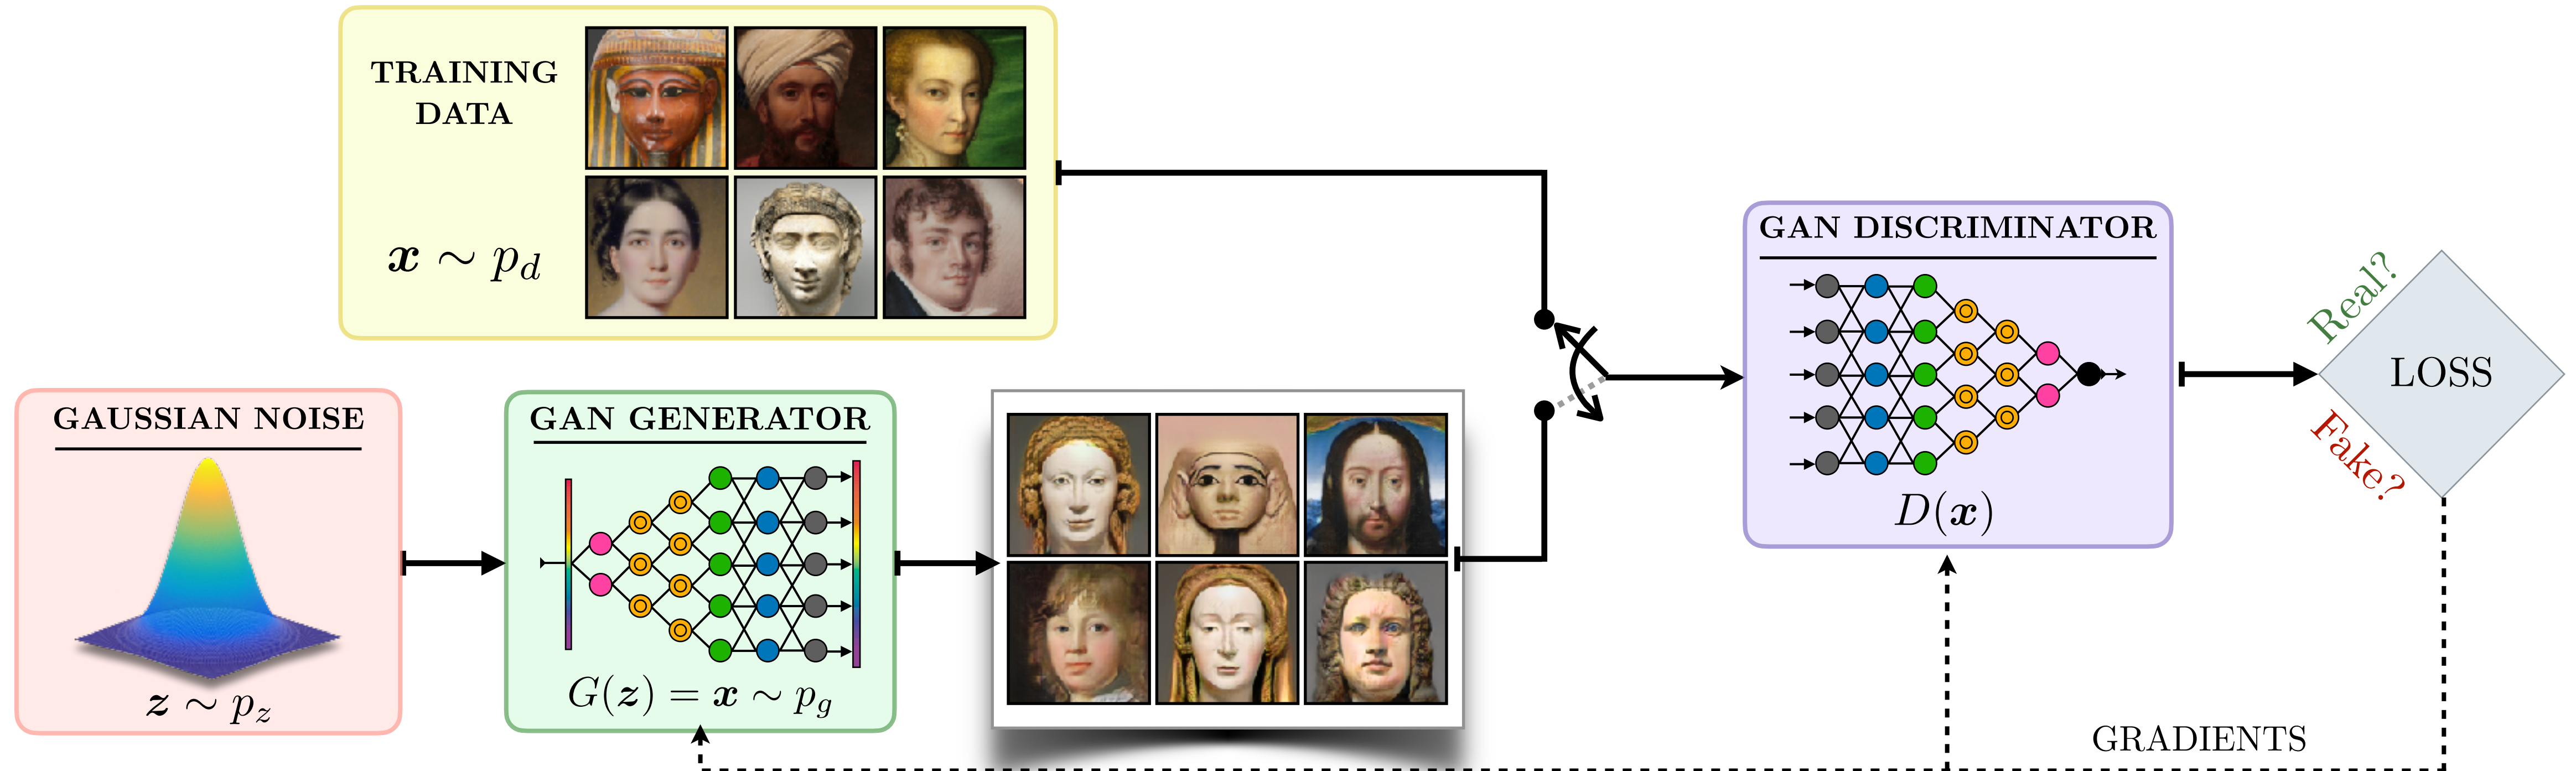 TRAINING
DATA
x ∼ p_d
GAUSSIAN NOISE
z ∼ p_z
GAN GENERATOR
G(z) = x ∼ p_g
GAN DISCRIMINATOR
D(x)
Real?
LOSS
Fake?
GRADIENTS